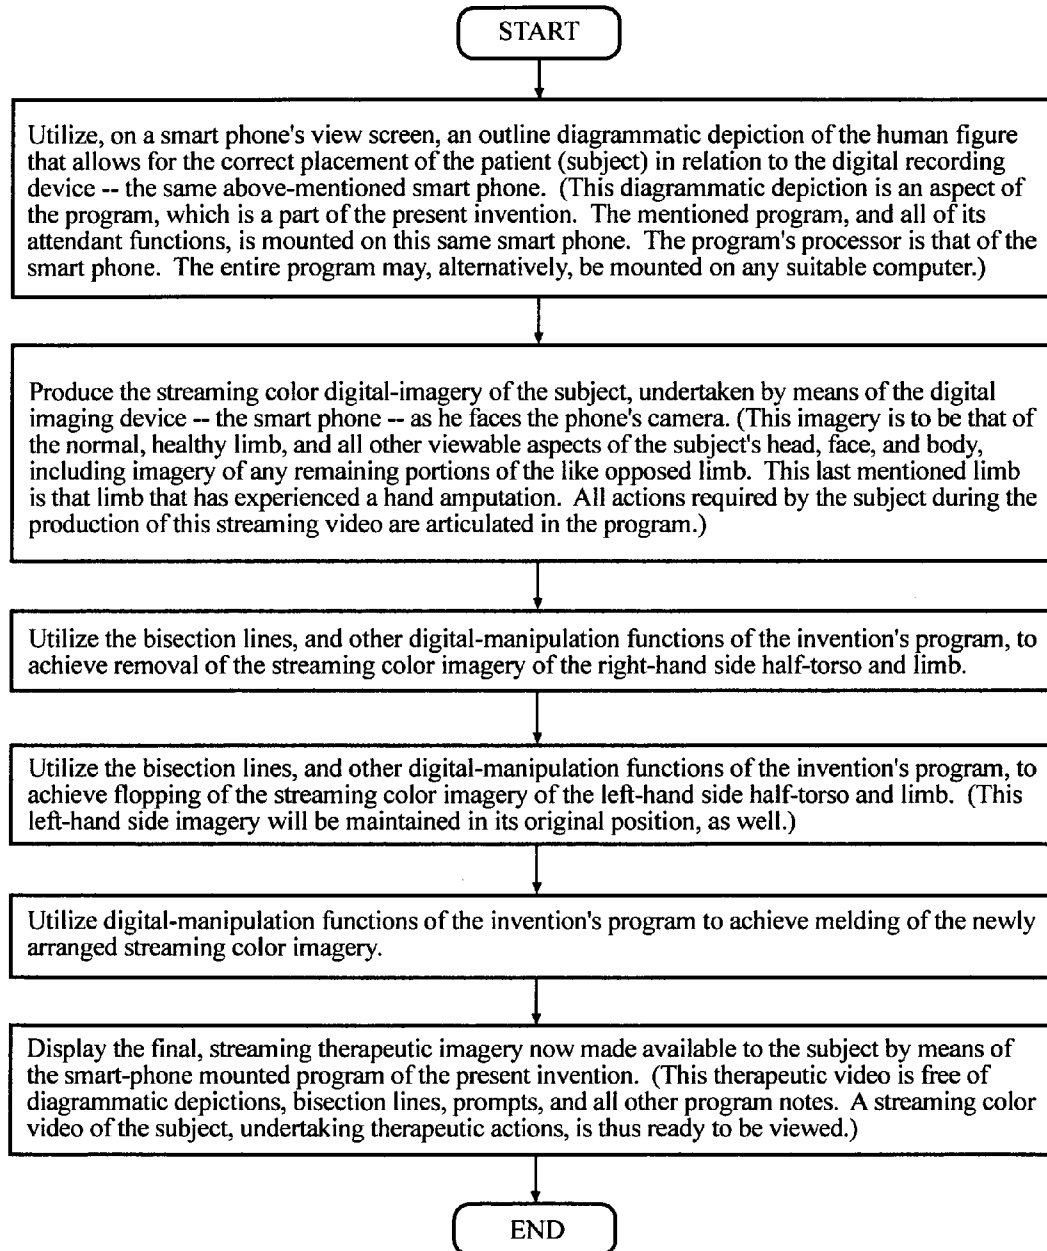 START
Utilize, on a smart phone's view screen, an outline diagrammatic depiction of the human figure
that allows for the correct placement of the patient (subject) in relation to the digital recording
device -- the same above-mentioned smart phone. (This diagrammatic depiction is an aspect of
the program, which is a part of the present invention. The mentioned program, and all of its
attendant functions, is mounted on this same smart phone. The program's processor is that of the
smart phone. The entire program may, alternatively, be mounted on any suitable computer.)
Produce the streaming color digital-imagery of the subject, undertaken by means of the digital
imaging device -- the smart phone -- as he faces the phone's camera. (This imagery is to be that of
the normal, healthy limb, and all other viewable aspects of the subject's head, face, and body,
including imagery of any remaining portions of the like opposed limb. This last mentioned limb
is that limb that has experienced a hand amputation. All actions required by the subject during the
production of this streaming video are articulated in the program.)
Utilize the bisection lines, and other digital-manipulation functions of the invention's program, to
achieve removal of the streaming color imagery of the right-hand side half-torso and limb.
Utilize the bisection lines, and other digital-manipulation functions of the invention's program, to
achieve flopping of the streaming color imagery of the left-hand side half-torso and limb. (This
left-hand side imagery will be maintained in its original position, as well.)
Utilize digital-manipulation functions of the invention's program to achieve melding of the newly
arranged streaming color imagery.
Display the final, streaming therapeutic imagery now made available to the subject by means of
the smart-phone mounted program of the present invention. (This therapeutic video is free of
diagrammatic depictions, bisection lines, prompts, and all other program notes. A streaming color
video of the subject, undertaking therapeutic actions, is thus ready to be viewed.)
END